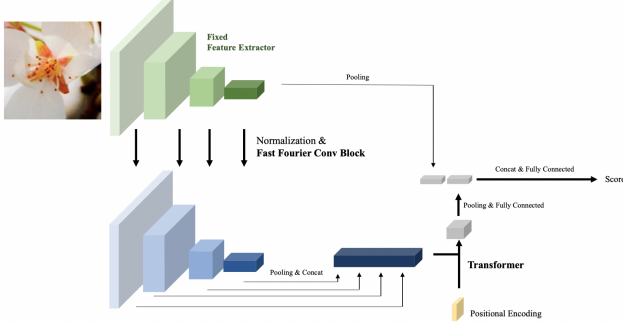 Fixed
Feature Extractor
Pooling
Normalization &
Fast Fourier Conv Block
Concat & Fully Connected
Score
Pooling & Fully Connected
Pooling & Concat
Transformer
Positional Encoding